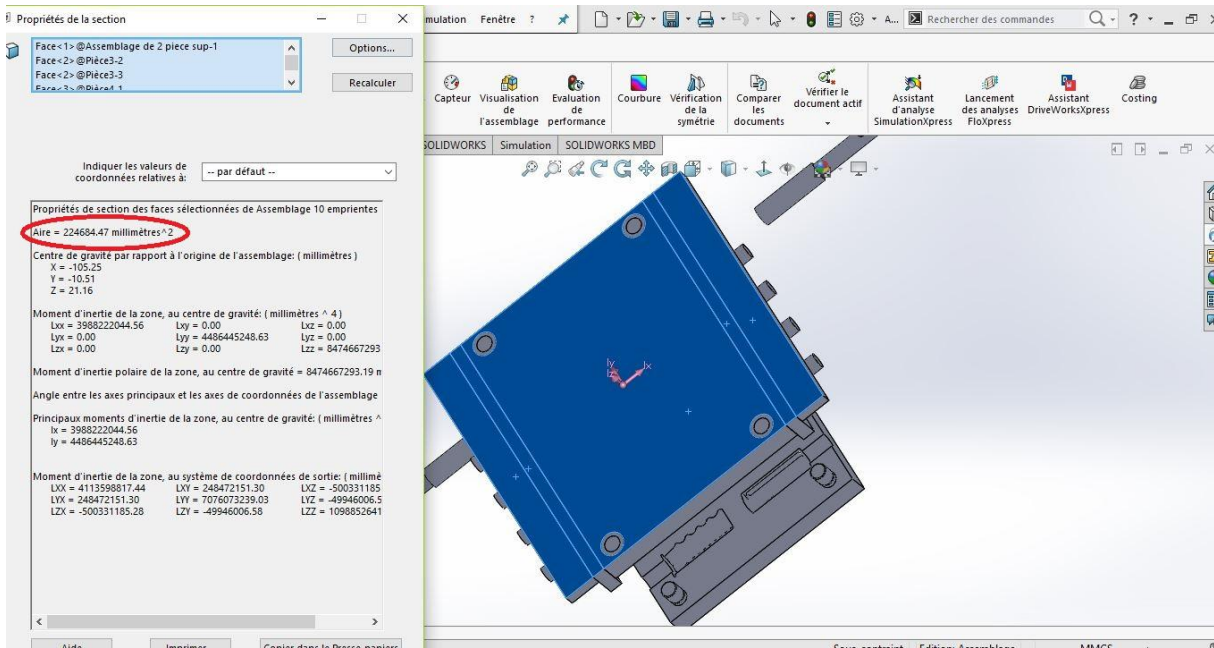 Propriétés de la section
Face<1>@Assemblage de 2 piece sup-1
Face<2>@Pièce3-2
Face<2>@Pièce3-3
Options...
Recalculer
Indiquer les valeurs de
coordonnées relatives à:
-- par défaut --
Propriétés de section des faces sélectionnées de Assemblage 10 emprientes
Aire = 224684.47 millimètres^2
Centre de gravité par rapport à l'origine de l'assemblage: ( millimètres )
X = -105.25
Y = -10.51
Z = 21.16
Moment d'inertie de la zone, au centre de gravité: ( millimètres ^ 4 )
Lxx = 3988222044.56 Lxy = 0.00 Lxz = 0.00
Lyx = 0.00 Lyy = 4486445248.63 Lyz = 0.00
Lzx = 0.00 Lzy = 0.00 Lzz = 8474667293
Moment d'inertie polaire de la zone, au centre de gravité = 8474667293.19 m
Angle entre les axes principaux et les axes de coordonnées de l'assemblage
Principaux moments d'inertie de la zone, au centre de gravité: ( millimètres ^
Ix = 3988222044.56
Iy = 4486445248.63
Moment d'inertie de la zone, au système de coordonnées de sortie: ( millimè
LXX = 4113598817.44 LXY = 248472151.30 LXZ = -500331185
LYX = 248472151.30 LYY = 7076073239.03 LYZ = -49946006.5
LZX = -500331185.28 LZY = -49946006.58 LZZ = 1098852641
Aide Imprimer Copier dans le Presse-papiers
mulation Fenêtre ? A... Rechercher des commandes ?
Capteur
Visualisation
de
l'assemblage
Evaluation
de
performance
Courbure
Vérification
de la
symétrie
Comparer
les
documents
Vérifier le
document actif
Assistant
d'analyse
SimulationXpress
Lancement
des analyses
FloXpress
Assistant
DriveWorksXpress
Costing
SOLIDWORKS Simulation SOLIDWORKS MBD
Iy
Ix
Sous-contraint Edition: Assemblage MMGS